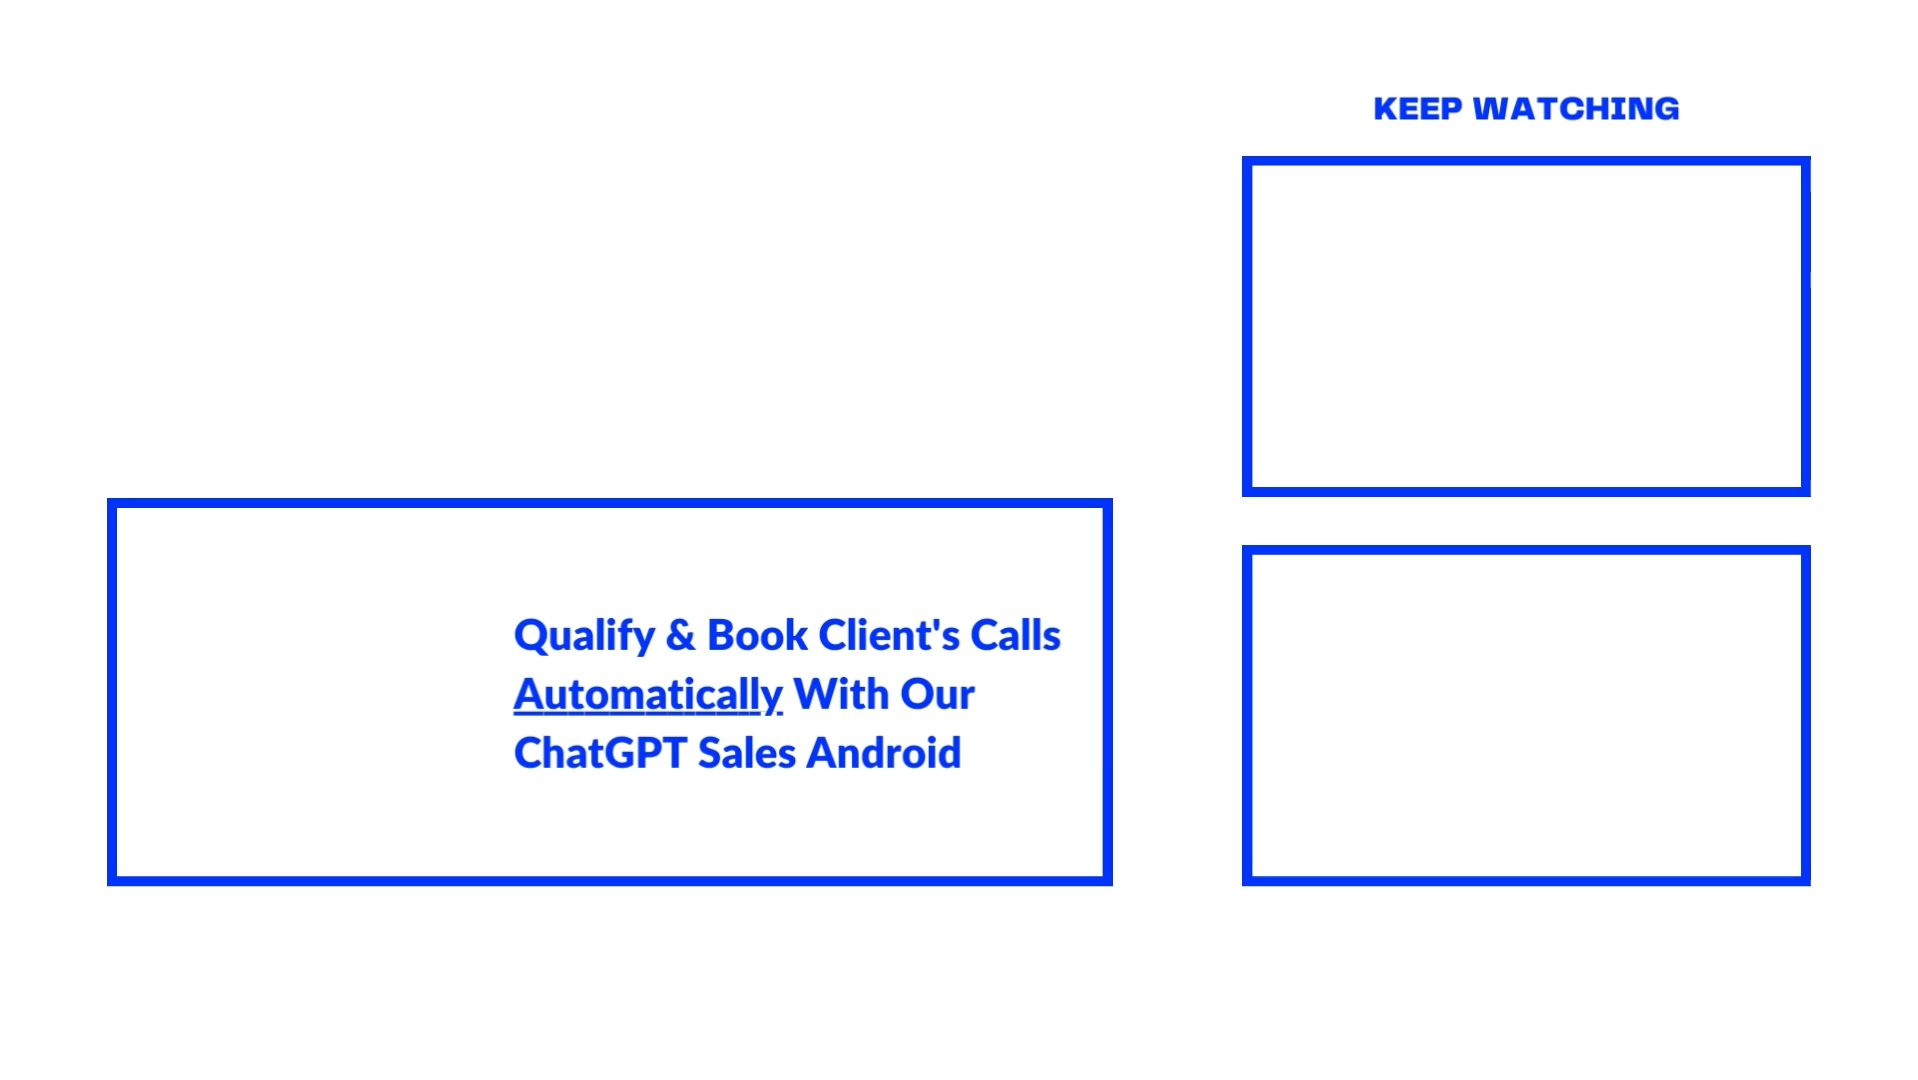 KEEP WATCHING
Qualify & Book Client's Calls
Automatically With Our
ChatGPT Sales Android